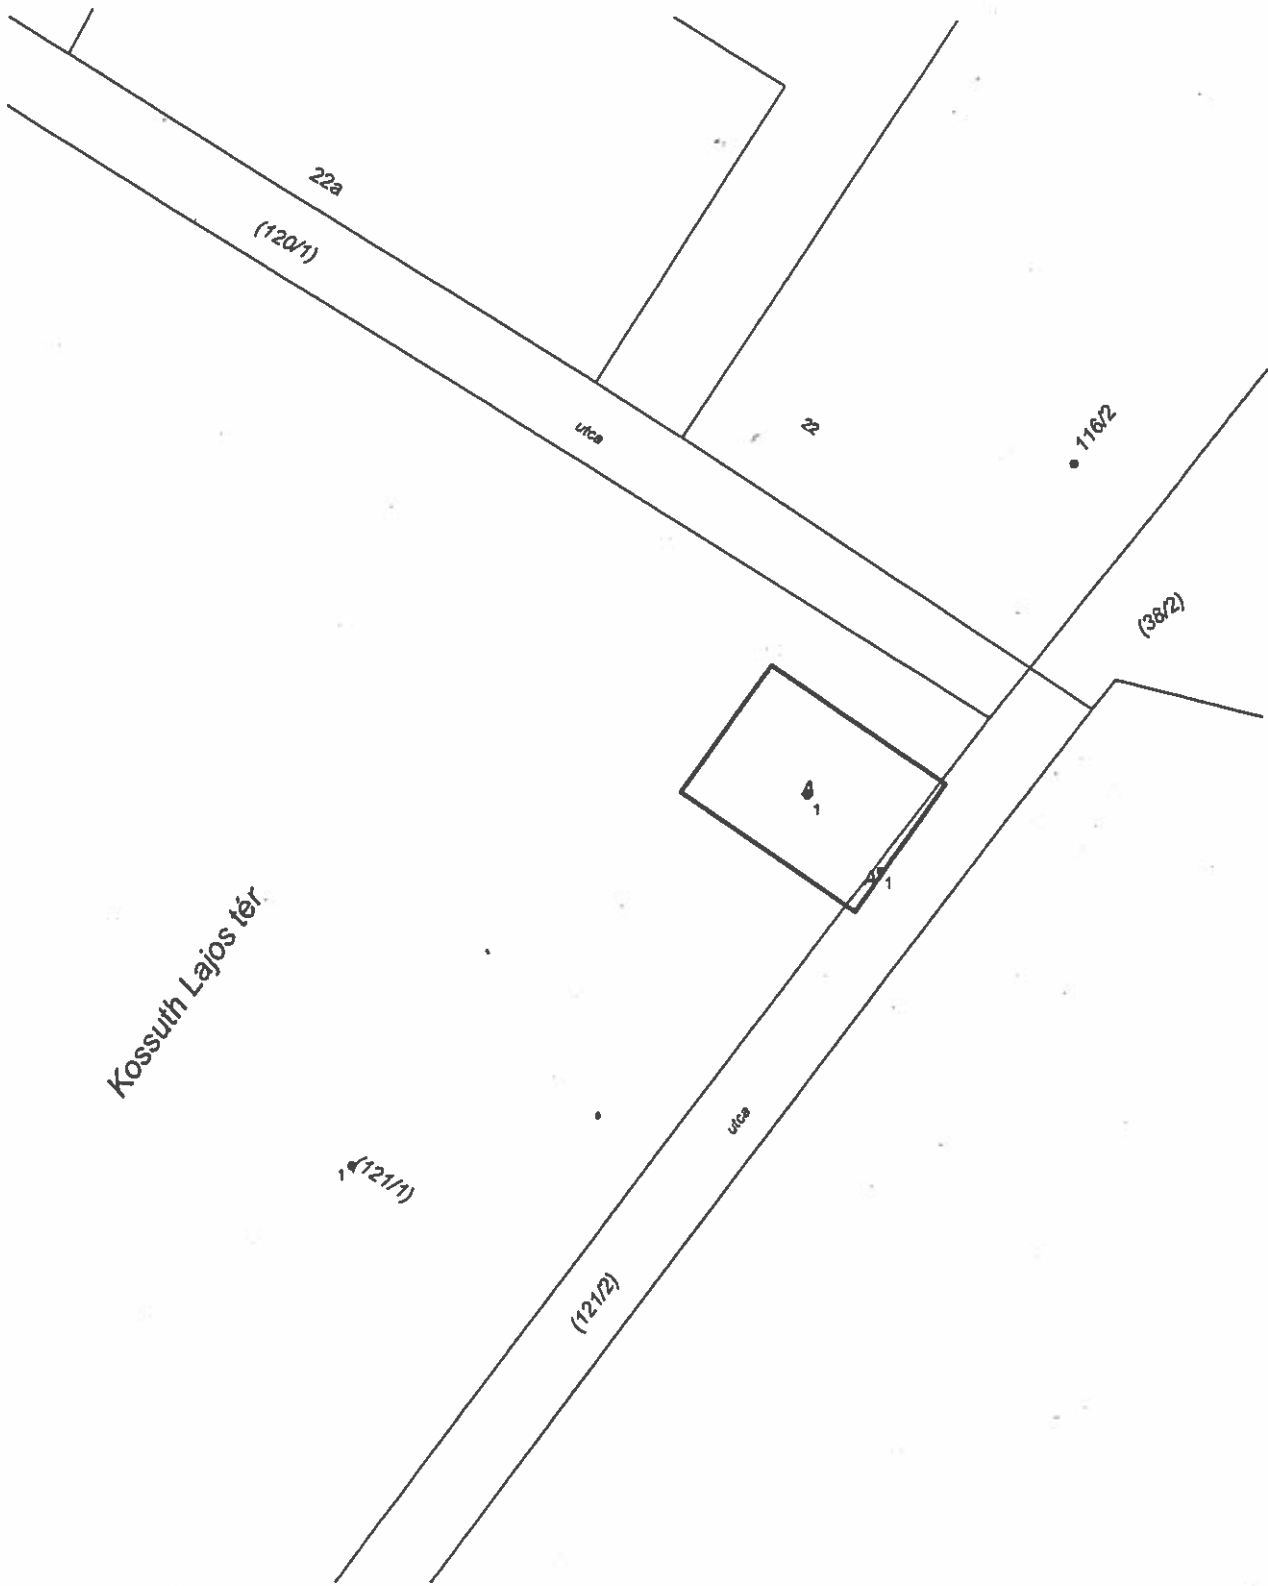 22a
(120/1)
utca
22
116/2
(38/2)
1
1
Kossuth Lajos tér
utca
1
(121/1)
(121/2)